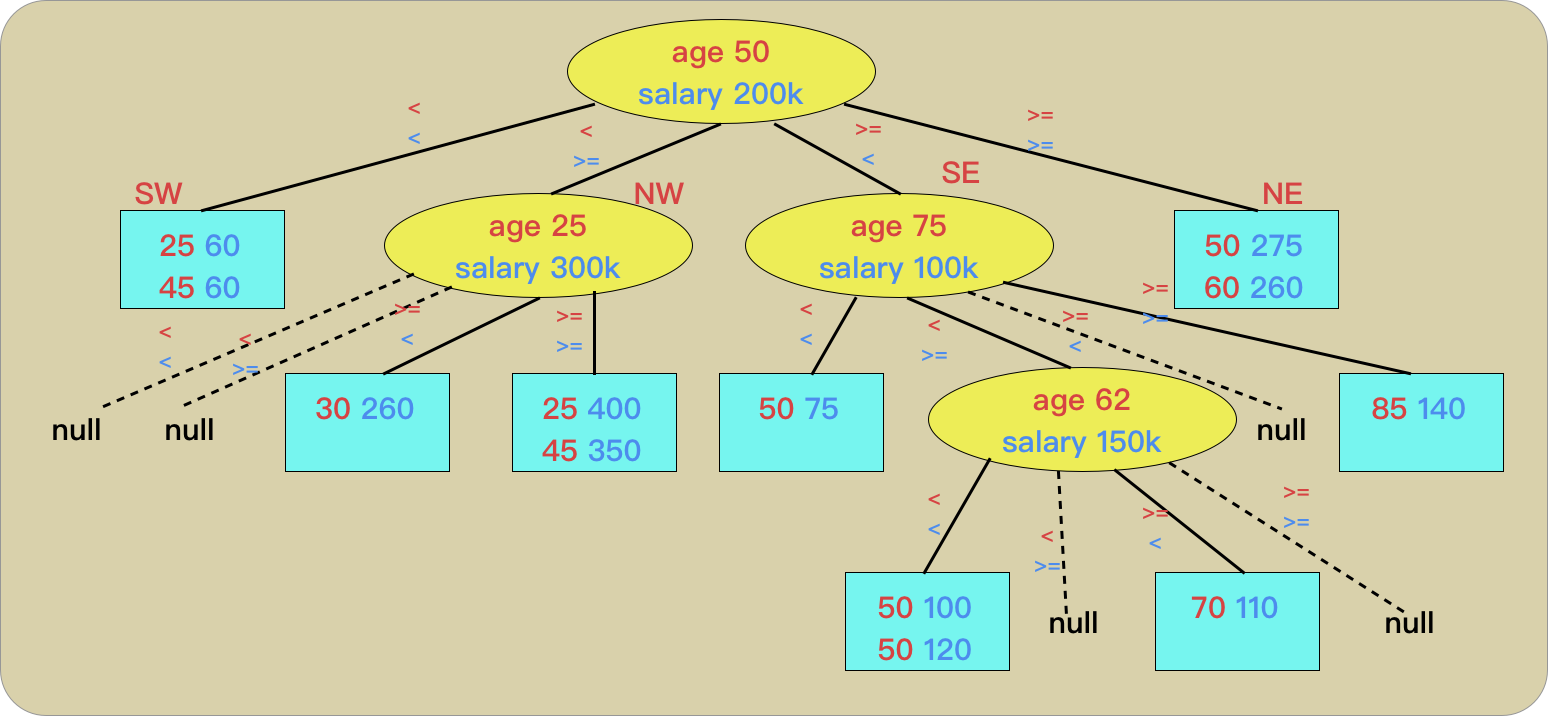 age 50
salary 200k
<
<
<
>=
>=
<
>=
>=
SW
NW
SE
NE
25 60
45 60
age 25
salary 300k
age 75
salary 100k
50 275
60 260
<
<
<
>=
>=
<
>=
>=
<
<
<
>=
>=
<
>=
>=
null
null
30 260
25 400
45 350
50 75
age 62
salary 150k
null
85 140
<
<
<
>=
>=
<
>=
>=
50 100
50 120
null
70 110
null